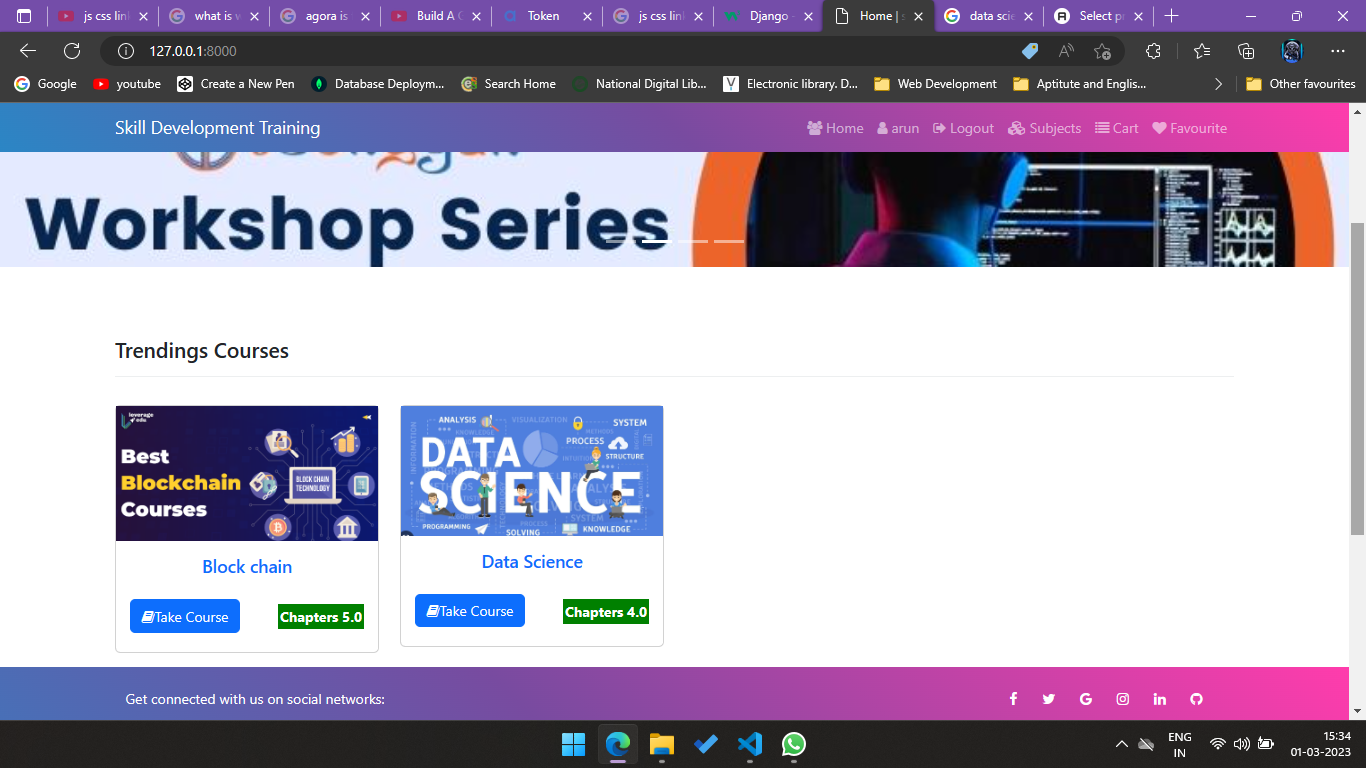 js css lin
what is w
agora is
Build A C
Token
js css lin
Django -
Home | s
data scie
Select pr
127.0.0.1:8000
Google
youtube
Create a New Pen
Database Deploym...
Search Home
National Digital Lib...
Electronic library. D...
Web Development
Aptitute and Englis...
Other favourites
Skill Development Training
Home
arun
Logout
Subjects
Cart
Favourite
Workshop Series
Trendings Courses
leverage
edu
Best
Blockchain
Courses
BLOCK CHAIN
TECHNOLOGY
ANALYSIS
VISUALIZATION
SYSTEM
PROCESS
STRUCTURE
INFORMATION
DATA
SCIENCE
PROGRAMMING
SOLVING
KNOWLEDGE
Block chain
Data Science
Take Course
Chapters 5.0
Take Course
Chapters 4.0
Get connected with us on social networks:
ENG
IN
15:34
01-03-2023